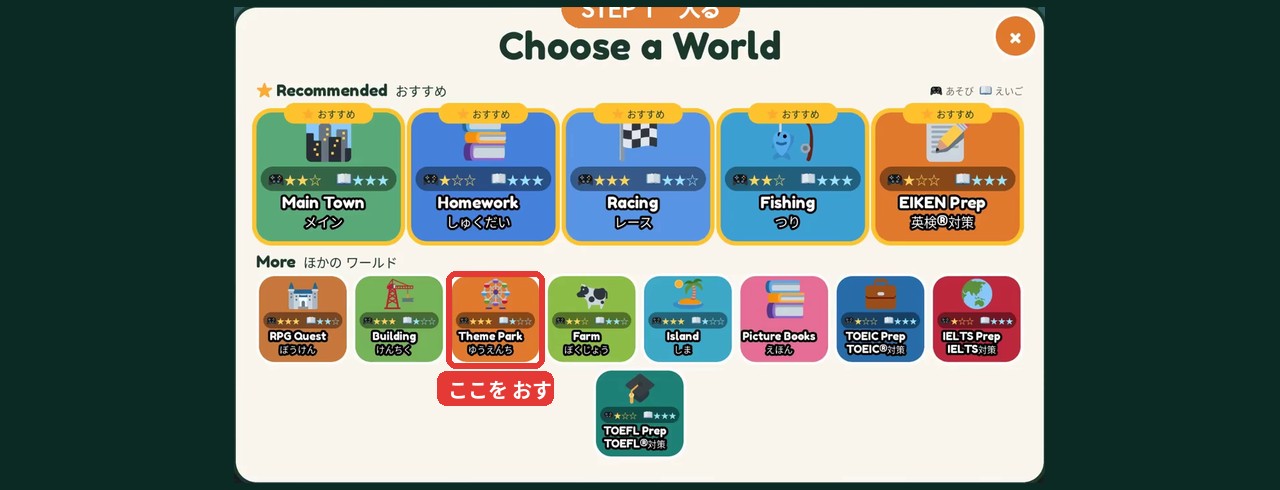 STEP 1 入る
Choose a World
Recommended おすすめ
あそび えいご
おすすめ
おすすめ
おすすめ
おすすめ
おすすめ
Main Town
メイン
Homework
しゅくだい
Racing
レース
Fishing
つり
EIKEN Prep
英検®対策
More ほかの ワールド
RPG Quest
ぼうけん
Building
けんちく
Theme Park
ゆうえんち
Farm
ぼくじょう
Island
しま
Picture Books
えほん
TOEIC Prep
TOEIC®対策
IELTS Prep
IELTS対策
ここを おす
TOEFL Prep
TOEFL®対策